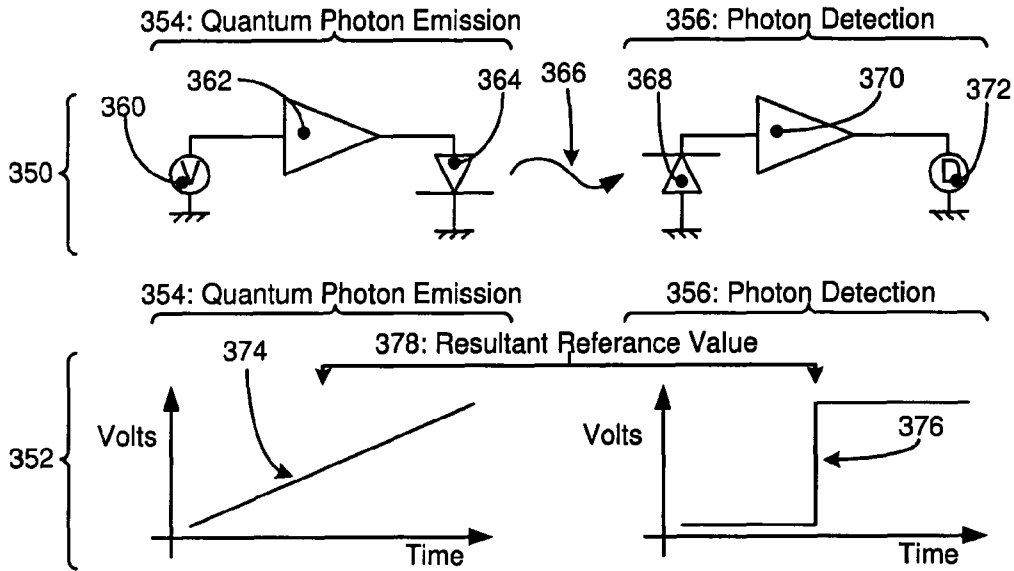 354: Quantum Photon Emission
356: Photon Detection
362
364
366
368
370
372
360
350
V
D
354: Quantum Photon Emission
356: Photon Detection
378: Resultant Referance Value
374
376
352
Volts
Time
Volts
Time